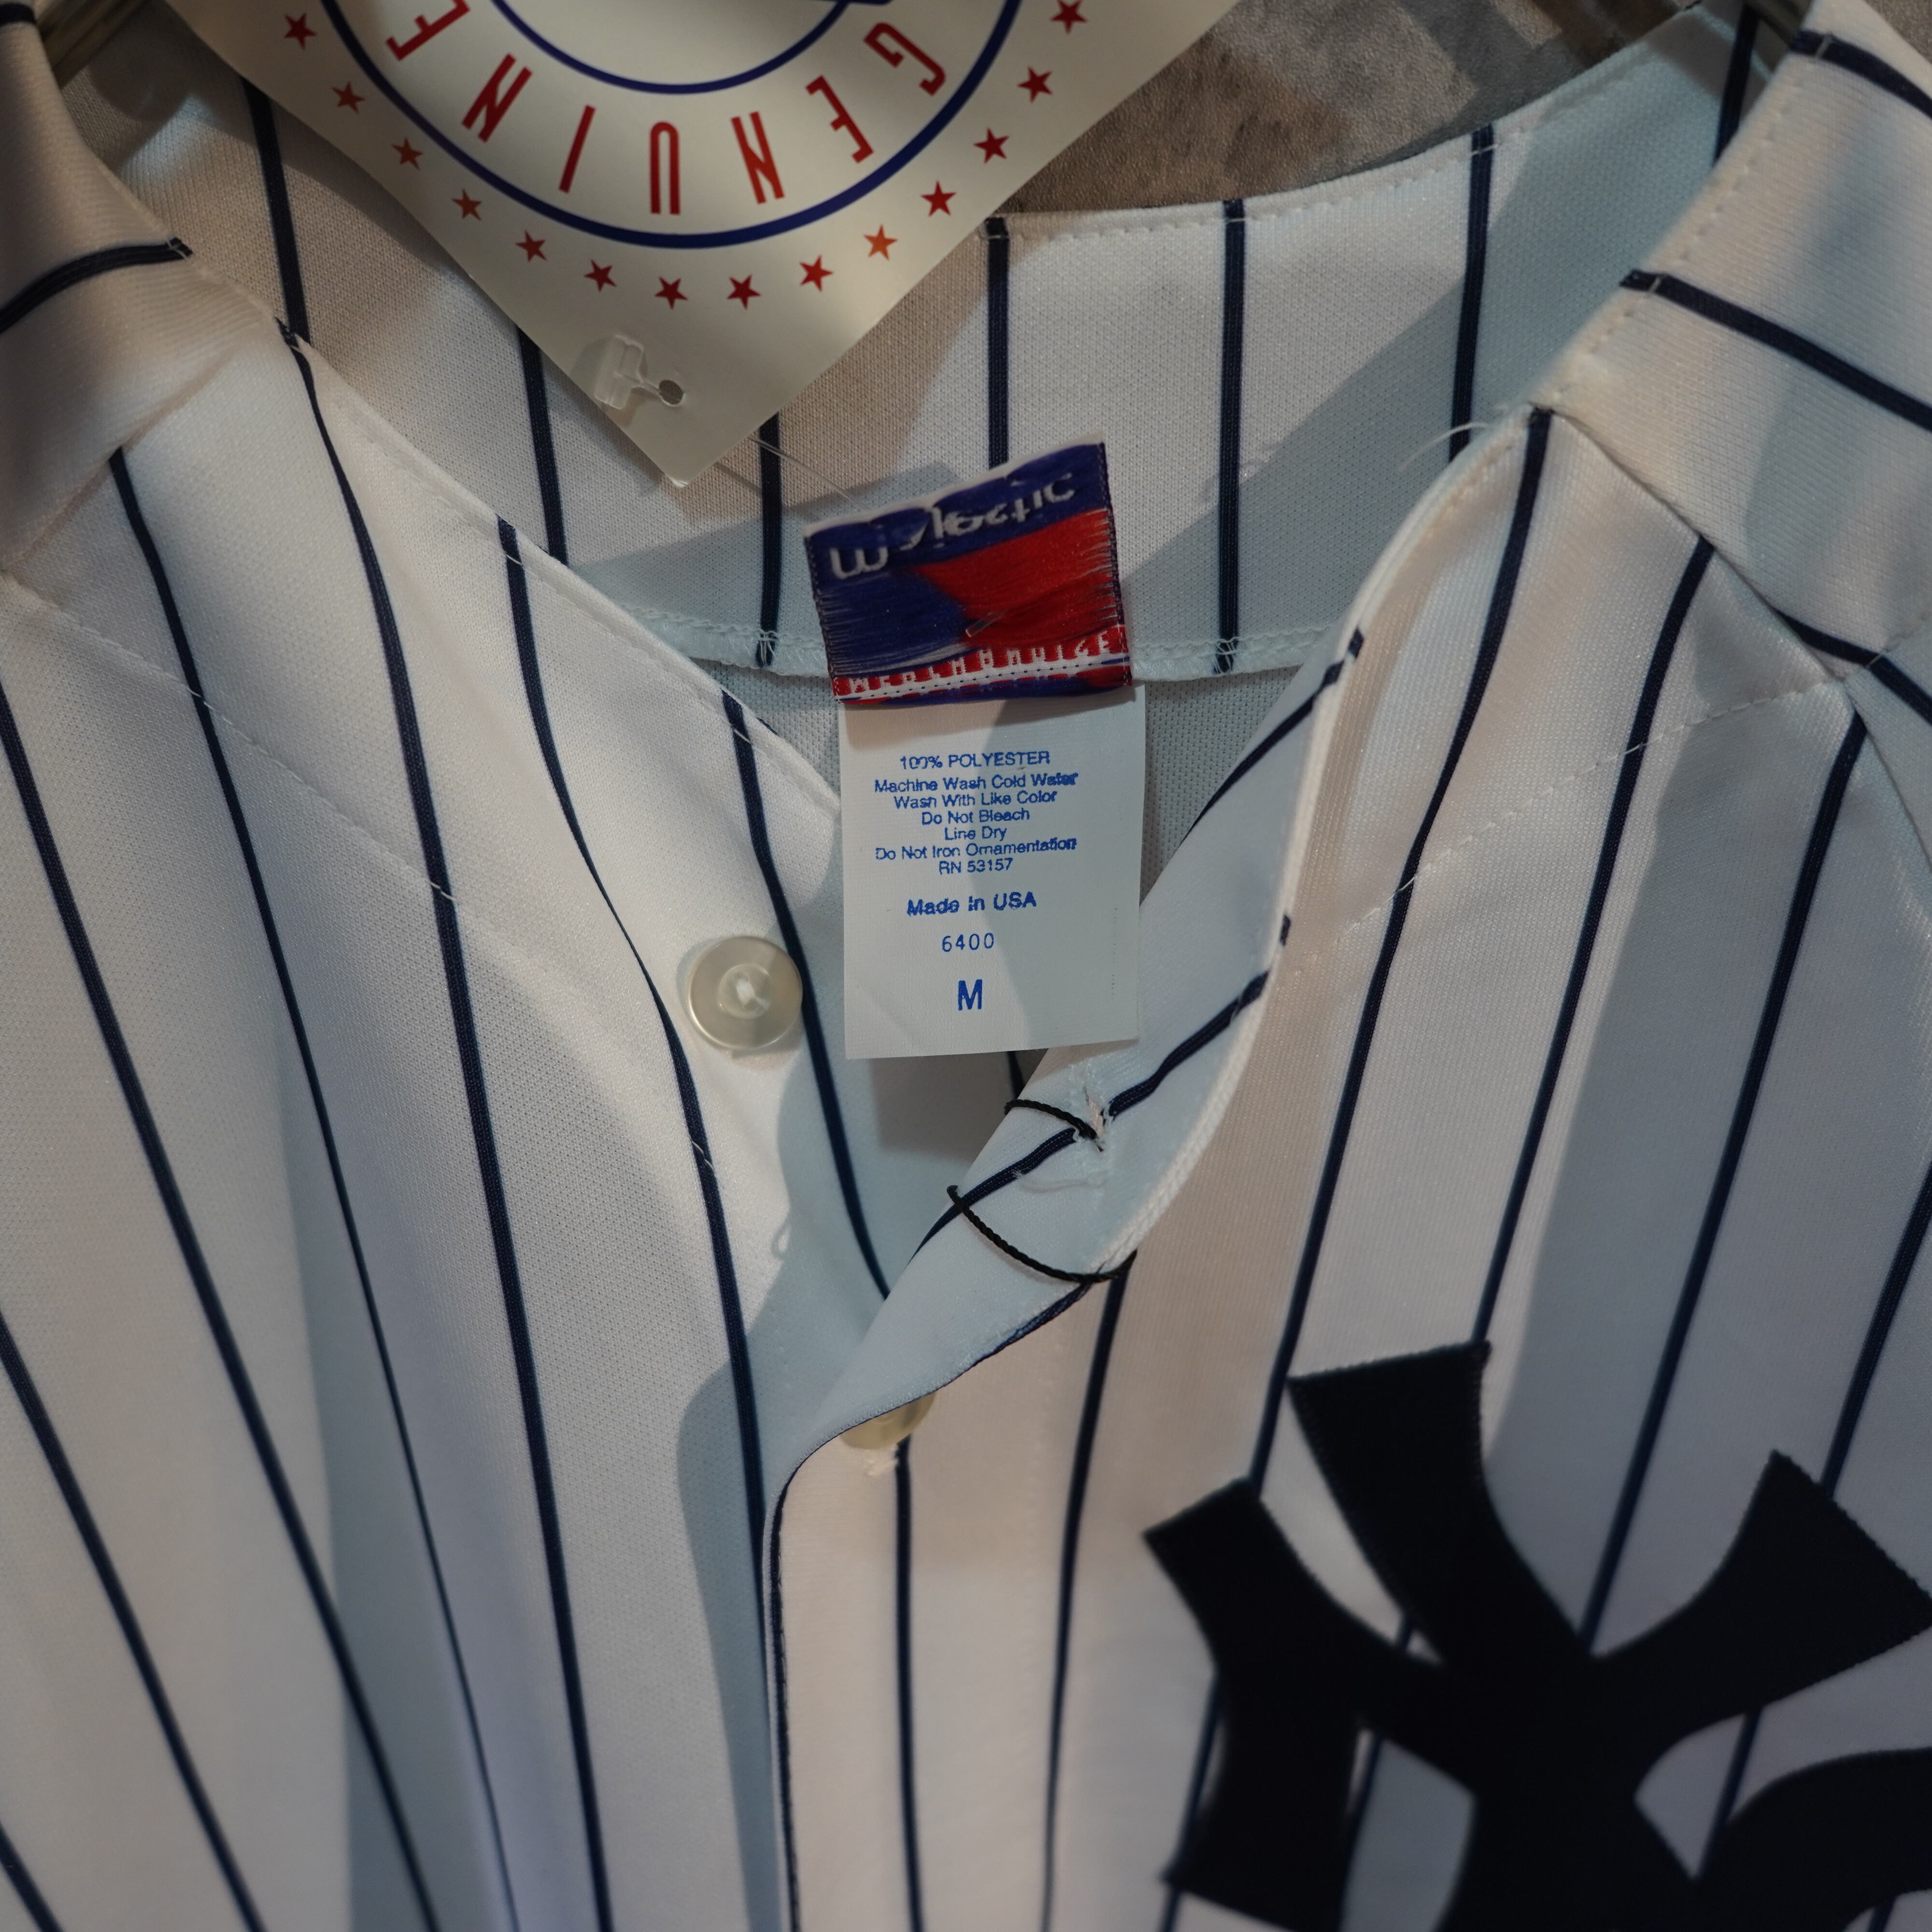 GENUINE
100% POLYESTER
Machine Wash Cold Water
Wash With Like Color
Do Not Bleach
Line Dry
Do Not Iron Ornamentation
RN 53157
Made In USA
6400
M
NY